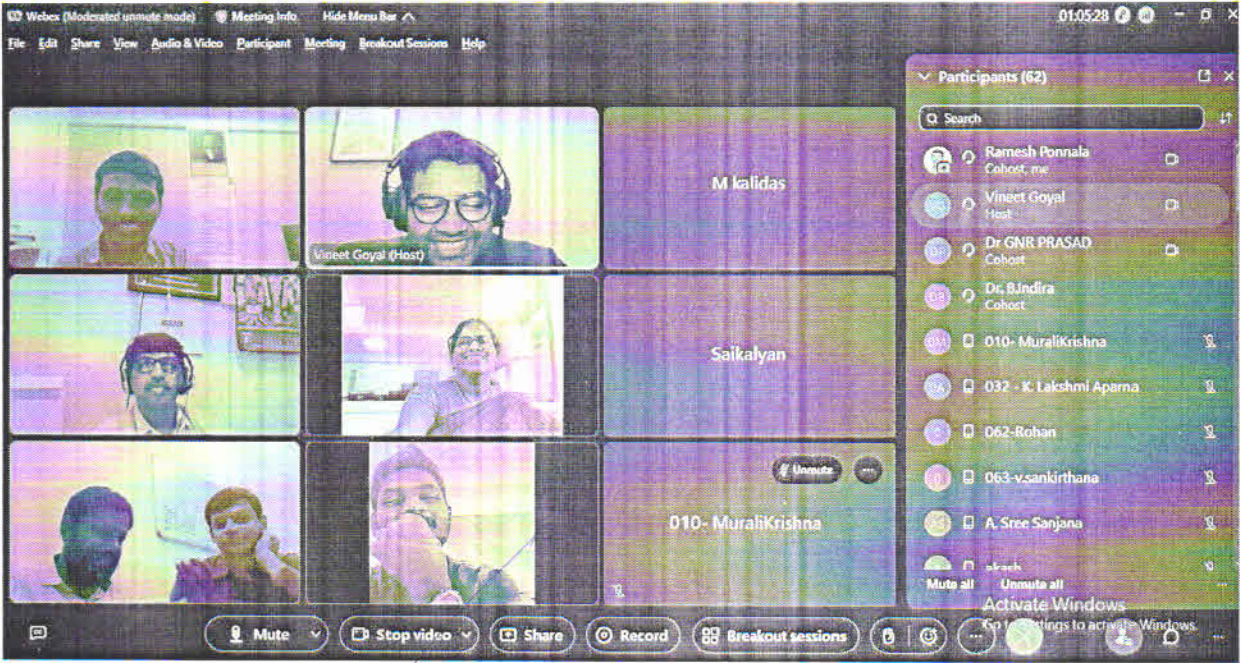 Webex (Moderated unmute mode) Meeting Info Hide Menu Bar 01:05:28
File Edit Share View Audio & Video Participant Meeting Breakout Sessions Help
Participants (62)
Search
Ramesh Ponnala
Cohost, me
Vineet Goyal
Host
Dr GNR PRASAD
Cohost
Dr. B.Indira
Cohost
010- MuraliKrishna
032 - K. Lakshmi Aparna
062-Rohan
063-v.sankirthana
A. Sree Sanjana
akash
Mute all Unmute all
Vineet Goyal (Host)
M kalidas
Saikalyan
Unmute
010- MuraliKrishna
Activate Windows
Go to Settings to activate Windows.
Mute Stop video Share Record Breakout sessions